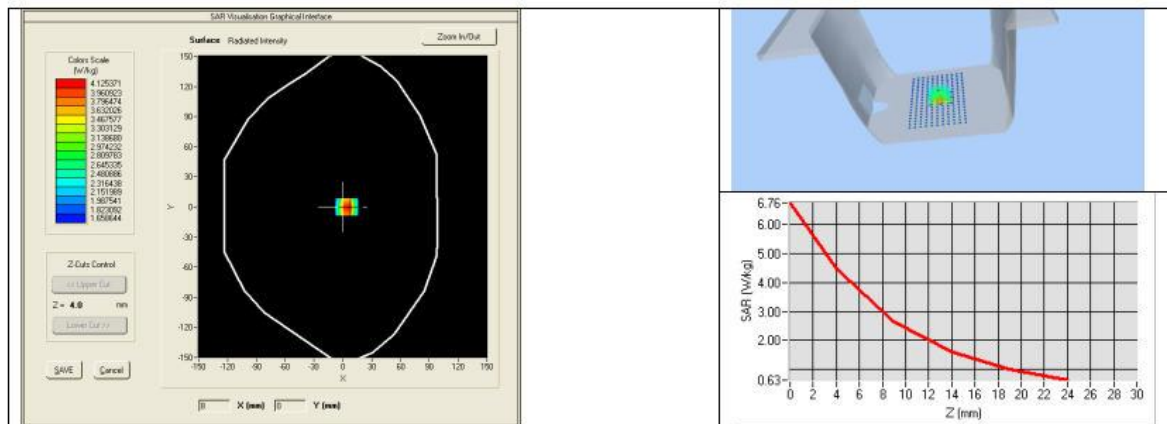 SAR Visualisation Graphical Interface
Surface Radiated Intensity
Zoom In/Out
Colors Scale
(W/kg)
4.125371
3.960923
3.796474
3.632026
3.467577
3.303129
3.138680
2.974232
2.809783
2.645335
2.480886
2.316438
2.151989
1.987541
1.823092
1.658644
150
120
90
60
30
0
-30
-60
-90
-120
-150
Y
-150 -120 -90 -60 -30 0 30 60 90 120 150
X
Z-Cuts Control
<< Upper Cut
Z = 4.0 mm
Lower Cut >>
SAVE Cancel
8 X (mm) 0 Y (mm)
6.76
6.00
5.00
4.00
3.00
2.00
0.63
SAR (W/kg)
0 2 4 6 8 10 12 14 16 18 20 22 24 26 28 30
Z (mm)